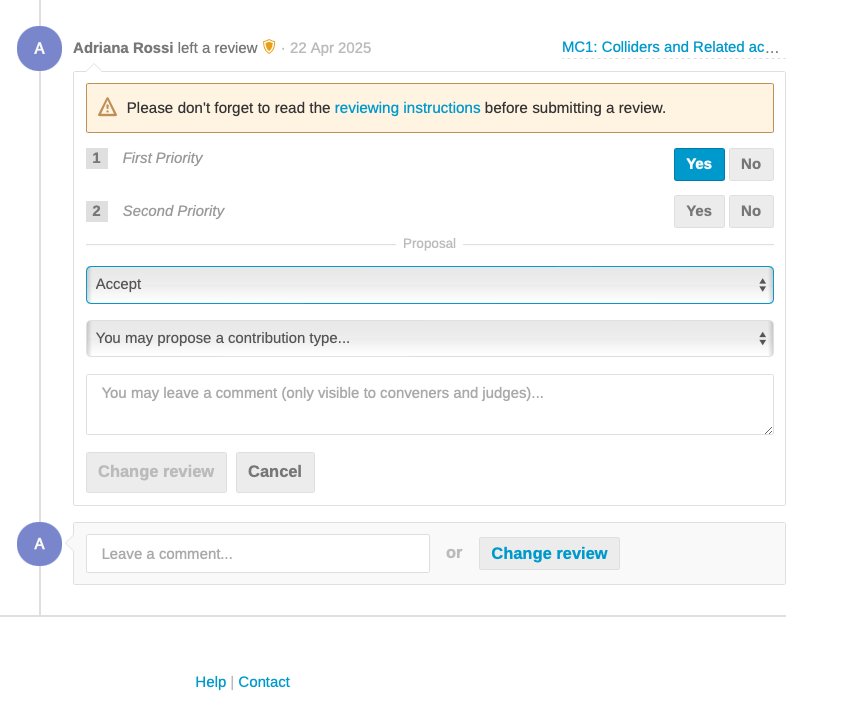 A
Adriana Rossi left a review · 22 Apr 2025
MC1: Colliders and Related ac...
Please don't forget to read the reviewing instructions before submitting a review.
1 First Priority Yes No
2 Second Priority Yes No
Proposal
Accept
You may propose a contribution type...
You may leave a comment (only visible to conveners and judges)...
Change review Cancel
A
Leave a comment... or Change review
Help | Contact